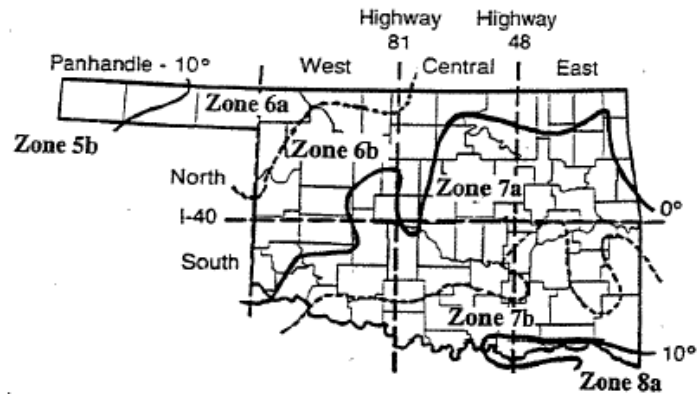 Highway Highway
81 48
Panhandle - 10° West Central East
Zone 6a
Zone 5b
Zone 6b
North Zone 7a
0°
I-40
South
Zone 7b
10°
Zone 8a